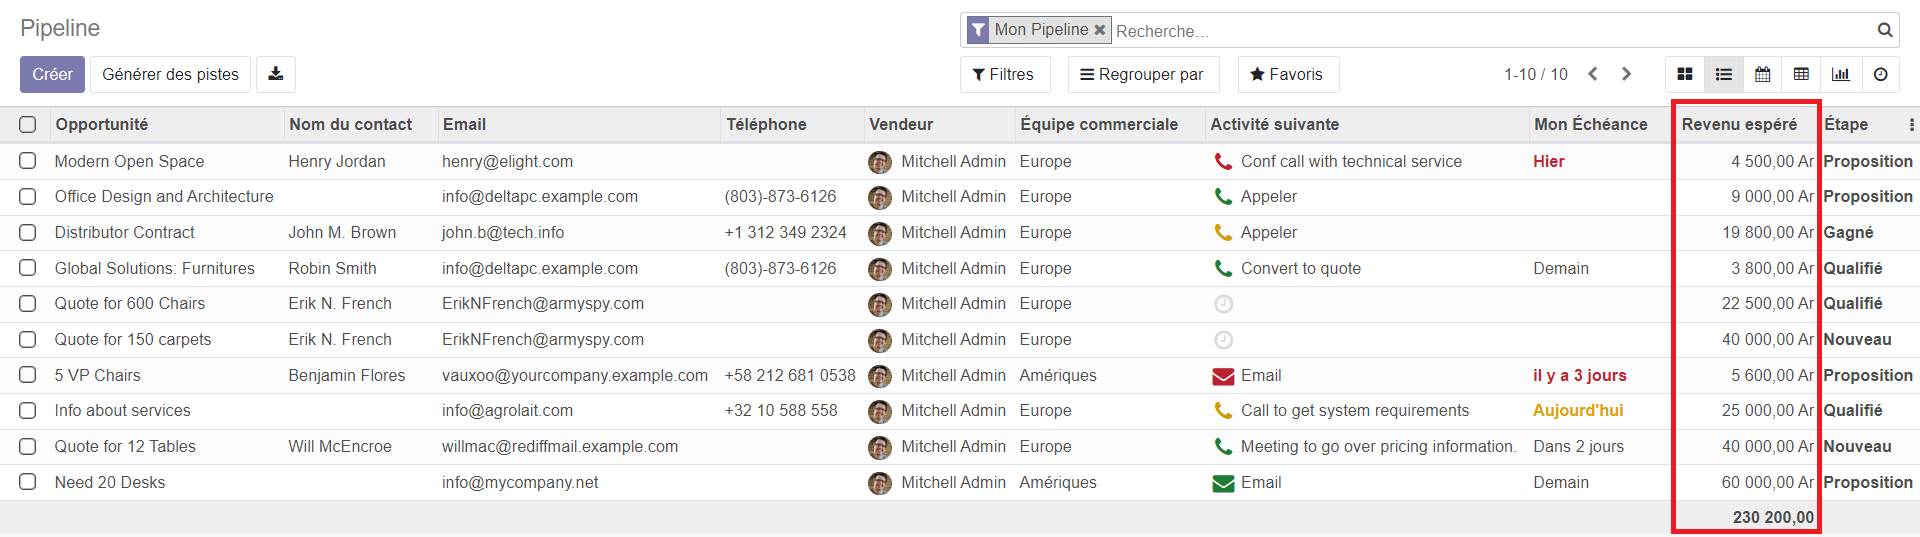 Pipeline
Mon Pipeline ✖ Recherche...
Créer Générer des pistes Filtres Regrouper par Favoris 1-10 / 10
Opportunité Nom du contact Email Téléphone Vendeur Équipe commerciale Activité suivante Mon Échéance Revenu espéré Étape
Modern Open Space Henry Jordan henry@elight.com Mitchell Admin Europe Conf call with technical service Hier 4 500,00 Ar Proposition
Office Design and Architecture info@deltapc.example.com (803)-873-6126 Mitchell Admin Europe Appeler 9 000,00 Ar Proposition
Distributor Contract John M. Brown john.b@tech.info +1 312 349 2324 Mitchell Admin Europe Appeler 19 800,00 Ar Gagné
Global Solutions: Furnitures Robin Smith info@deltapc.example.com (803)-873-6126 Mitchell Admin Europe Convert to quote Demain 3 800,00 Ar Qualifié
Quote for 600 Chairs Erik N. French ErikNFrench@armyspy.com Mitchell Admin Europe 22 500,00 Ar Qualifié
Quote for 150 carpets Erik N. French ErikNFrench@armyspy.com Mitchell Admin Europe 40 000,00 Ar Nouveau
5 VP Chairs Benjamin Flores vauxoo@yourcompany.example.com +58 212 681 0538 Mitchell Admin Amériques Email il y a 3 jours 5 600,00 Ar Proposition
Info about services info@agrolait.com +32 10 588 558 Mitchell Admin Europe Call to get system requirements Aujourd'hui 25 000,00 Ar Qualifié
Quote for 12 Tables Will McEncroe willmac@rediffmail.example.com Mitchell Admin Europe Meeting to go over pricing information. Dans 2 jours 40 000,00 Ar Nouveau
Need 20 Desks info@mycompany.net Mitchell Admin Amériques Email Demain 60 000,00 Ar Proposition
230 200,00